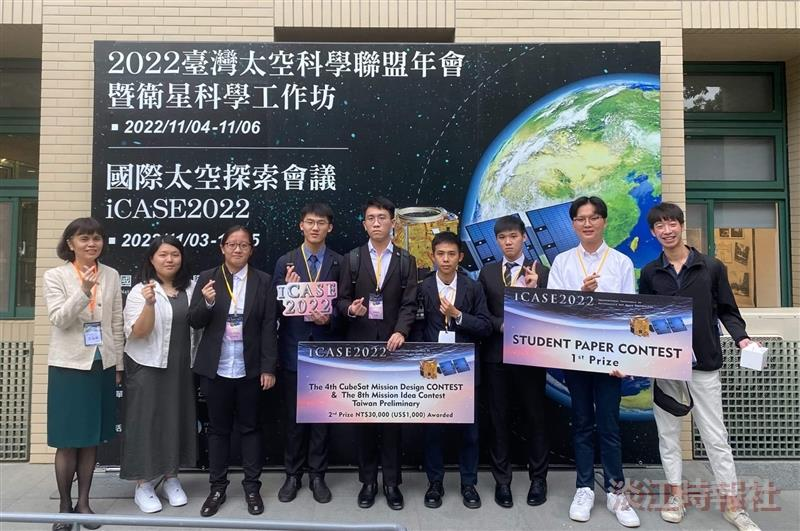 2022臺灣太空科學聯盟年會
暨衛星科學工作坊
■ 2022/11/04-11/06
國際太空探索會議
iCASE2022
ICASE
2022
iCASE2022
The 4th CubeSat Mission Design CONTEST
& The 8th Mission Idea Contest
Taiwan Preliminary
2nd Prize NT$30,000 (US$1,000) Awarded
iCASE2022
STUDENT PAPER CONTEST
1st Prize
淡江時報社